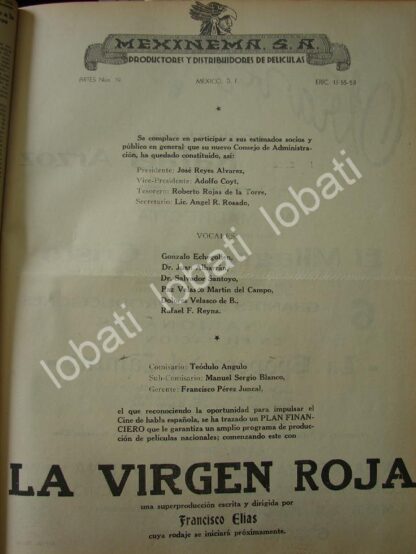 MEXINEMA, S. A.
PRODUCTORES Y DISTRIBUIDORES DE PELICULAS
ARTES Núm.
MEXICO, D. F.
ERIC.
Se complace en participar a sus estimados socios y
público en general que su nuevo Consejo de Administra-
ción, ha quedado constituído, así:
Presidente: José Reyes Alvarez,
Vice-Presidente: Adolfo Coyt,
Tesorero: Roberto Rojas de la Torre,
Secretario: Lic. Angel R. Rosado,
VOCALES:
Gonzalo Echegollen,
Dr. Juan Albarrán,
Dr. Salvador Santoyo,
Paz Velasco Martín del Campo,
Dolores Velasco de B.,
Rafael F. Reyna.
Comisario: Teódulo Angulo
Sub-Comisario: Manuel Sergio Blanco,
Gerente: Francisco Pérez Juncal,
el que reconociendo la oportunidad para impulsar el
Cine de habla española, se ha trazado un PLAN FINAN-
CIERO que le garantiza un amplio programa de produc-
ción de películas nacionales; comenzando este con
LA VIRGEN ROJA
una superproducción escrita y dirigida por
Francisco Elías
cuya rodaje se iniciará próximamente.
lobati lobati lobati